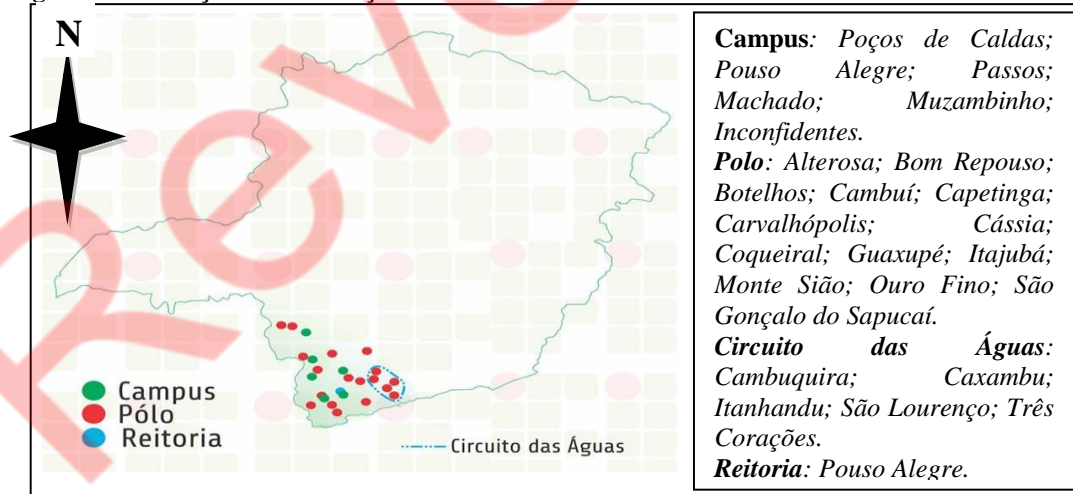 N
Campus
Pólo
Reitoria
Circuito das Águas
Campus: Poços de Caldas;
Pouso Alegre; Passos;
Machado; Muzambinho;
Inconfidentes.
Polo: Alterosa; Bom Repouso;
Botelhos; Cambuí; Capetinga;
Carvalhópolis; Cássia;
Coqueiral; Guaxupé; Itajubá;
Monte Sião; Ouro Fino; São
Gonçalo do Sapucaí.
Circuito das Águas:
Cambuquira; Caxambu;
Itanhandu; São Lourenço; Três
Corações.
Reitoria: Pouso Alegre.